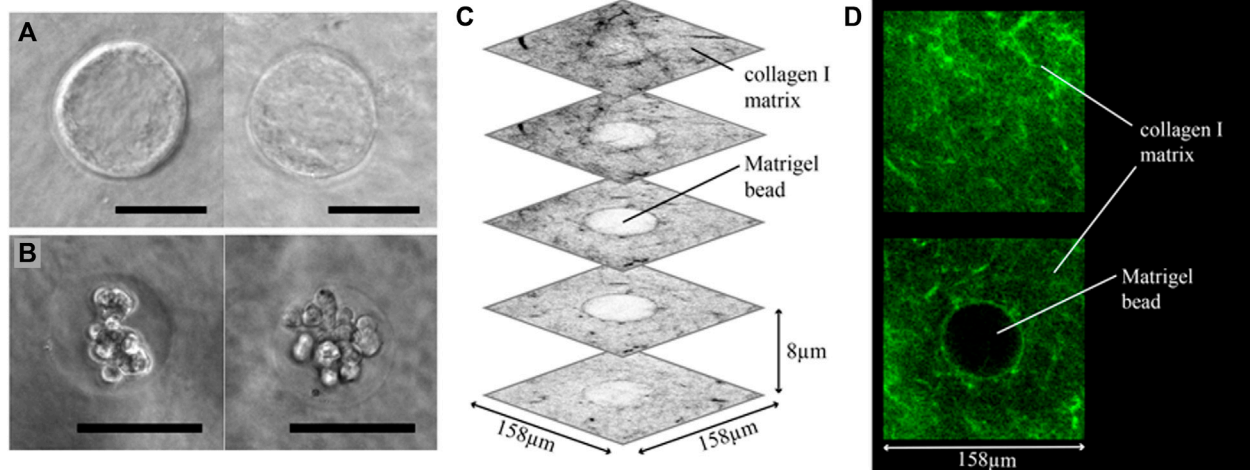 A
B
C
collagen I
matrix
Matrigel
bead
8µm
158µm
158µm
D
collagen I
matrix
Matrigel
bead
158µm